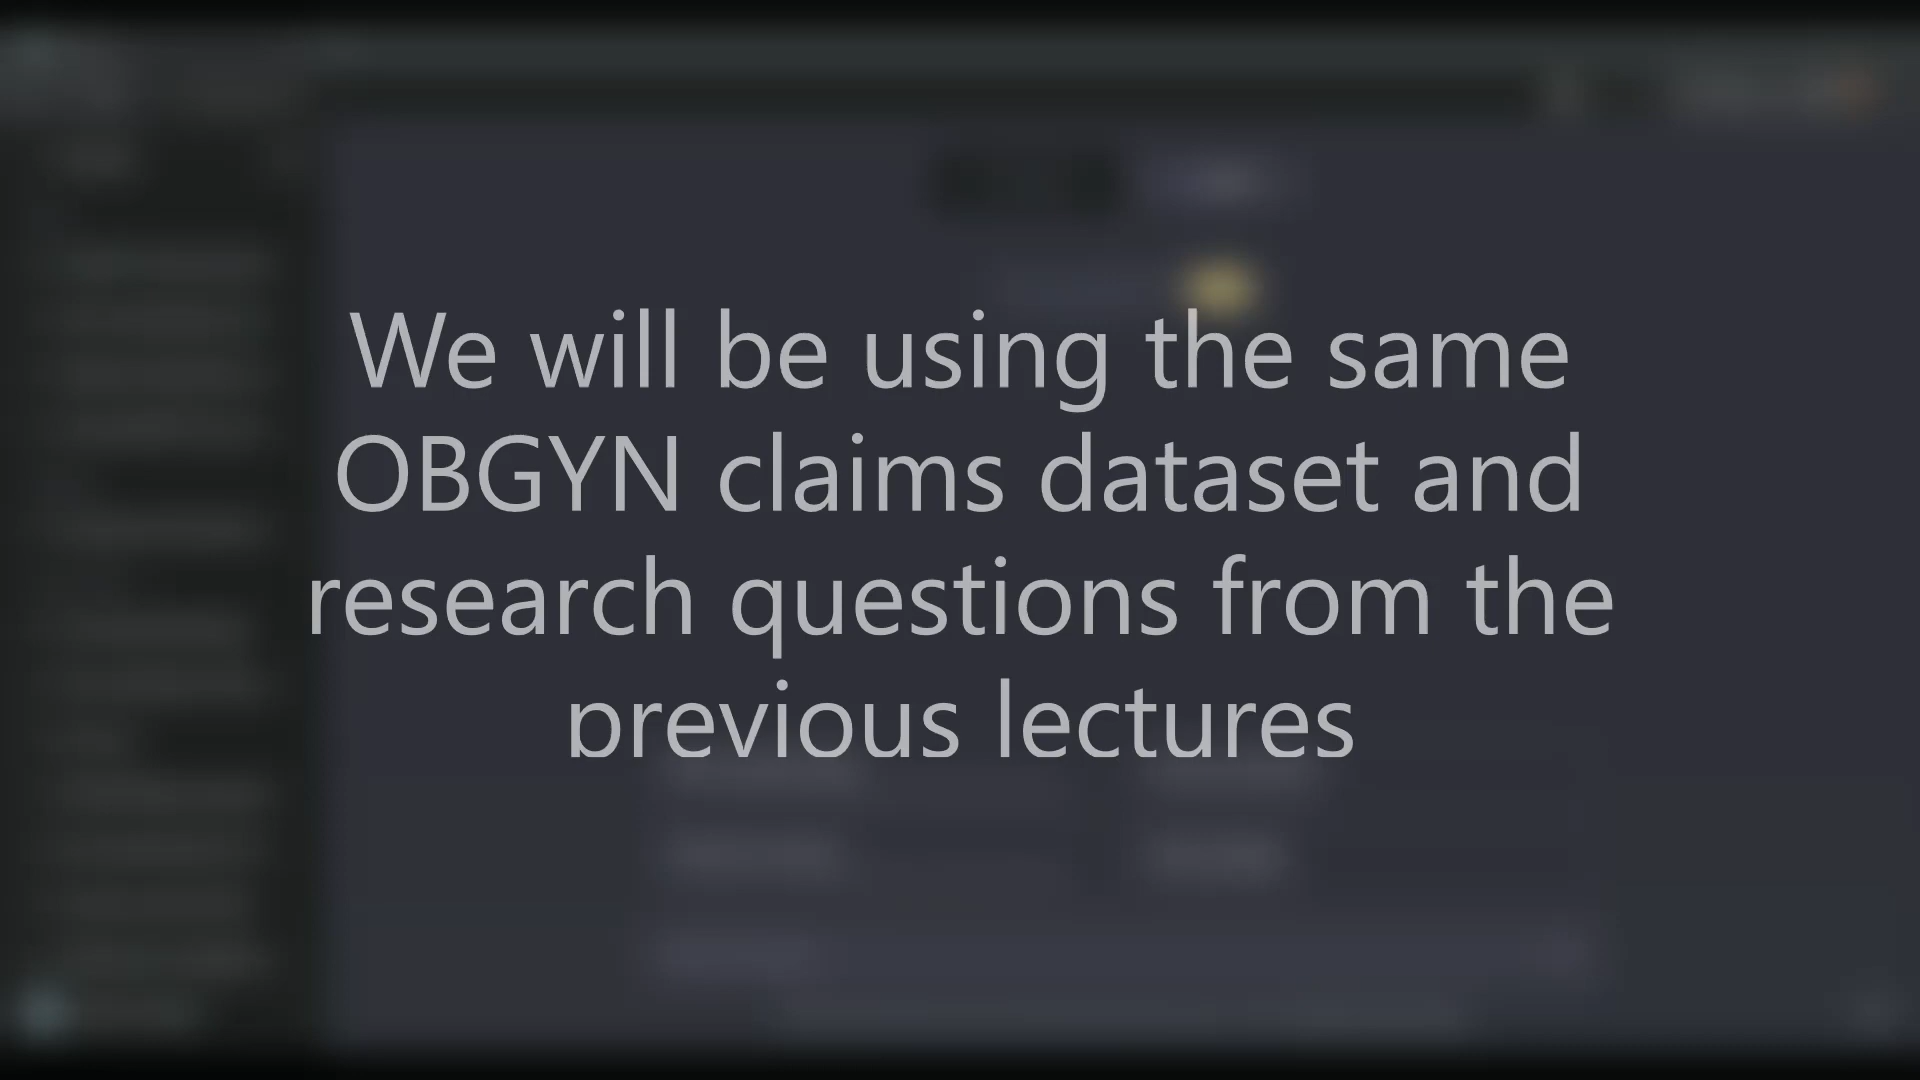 We will be using the same
OBGYN claims dataset and
research questions from the
previous lectures